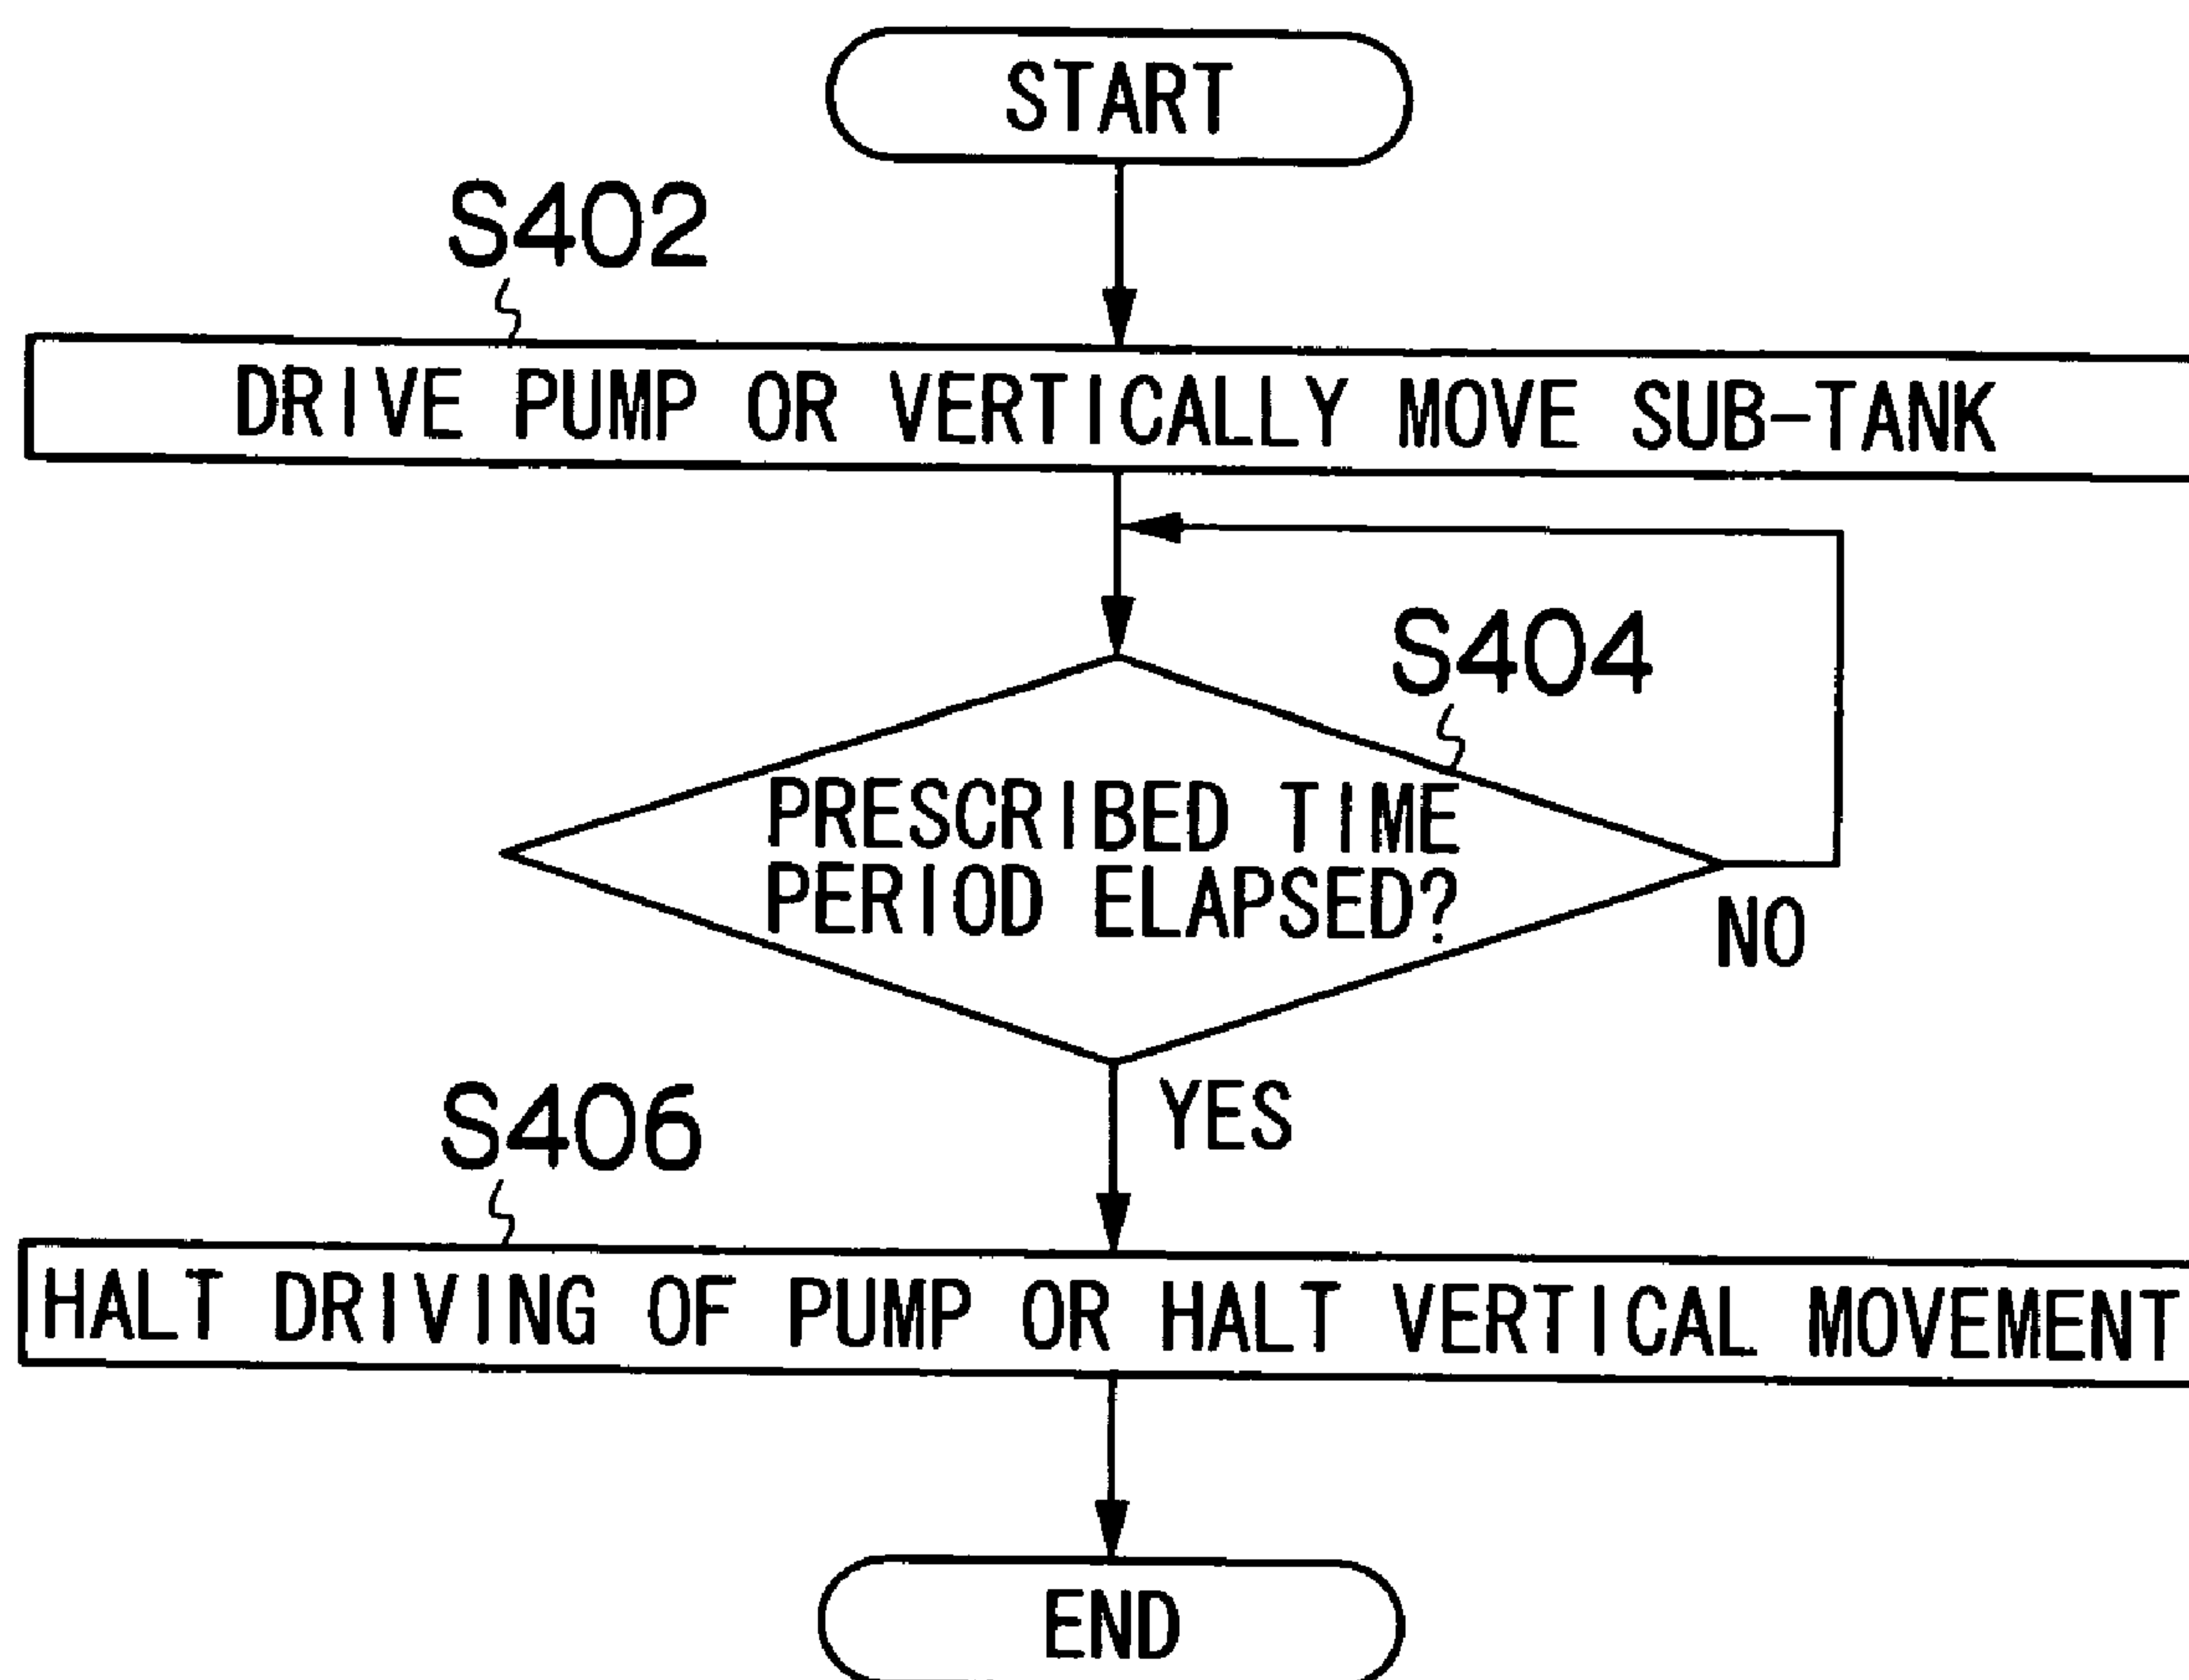 START
S402
DRIVE PUMP OR VERTICALLY MOVE SUB-TANK
S404
PRESCRIBED TIME
PERIOD ELAPSED?
NO
YES
S406
HALT DRIVING OF PUMP OR HALT VERTICAL MOVEMENT
END